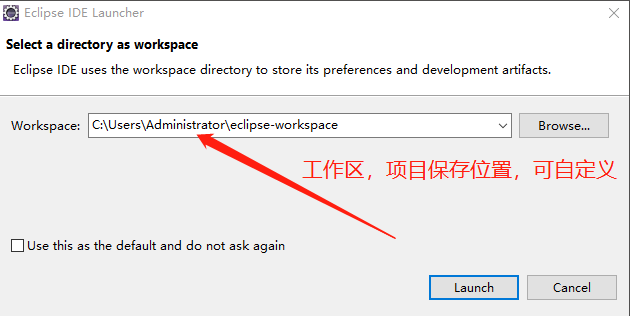 Eclipse IDE Launcher
Select a directory as workspace
Eclipse IDE uses the workspace directory to store its preferences and development artifacts.
Workspace: C:\Users\Administrator\eclipse-workspace Browse...
工作区，项目保存位置，可自定义
Use this as the default and do not ask again
Launch Cancel